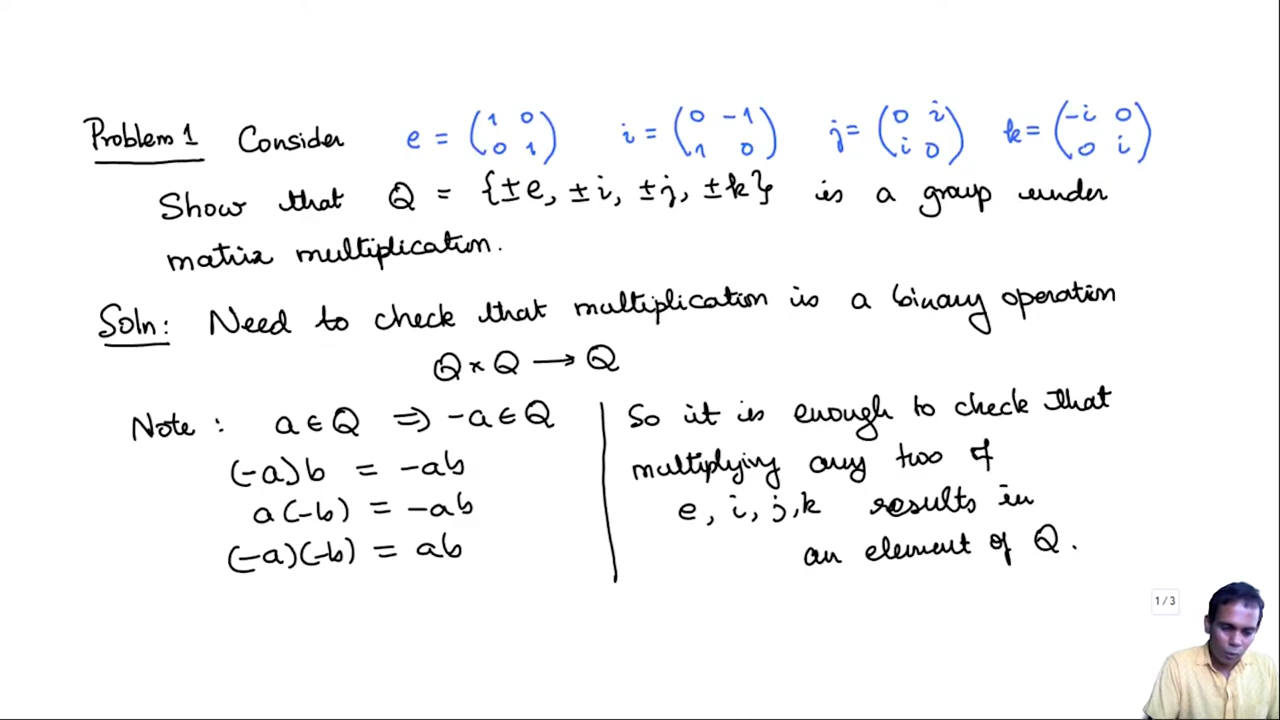 Problem 1 Consider e = (1 0 0 1) i = (0 -1 1 0) j = (0 i i 0) k = (-i 0 0 i)
Show that Q = {±e, ±i, ±j, ±k} is a group under
matrix multiplication.
Soln: Need to check that multiplication is a binary operation
Q × Q → Q
Note : a ∈ Q ⇒ -a ∈ Q
(-a)b = -ab
a(-b) = -ab
(-a)(-b) = ab
So it is enough to check that
multiplying any two of
e, i, j, k results in
an element of Q.
1/3